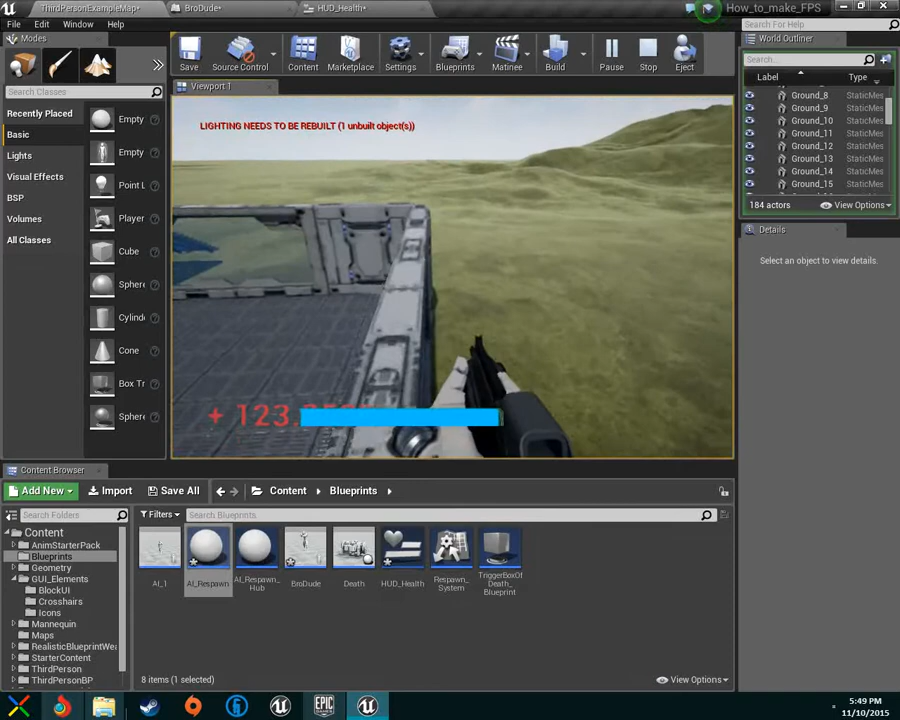 ThirdPersonExampleMap*
BroDude*
HUD_Health*
How_to_make_FPS
File Edit Window Help
Search For Help
Modes
Save
Source Control
Content
Marketplace
Settings
Blueprints
Matinee
Build
Pause
Stop
Eject
World Outliner
Search...
Search Classes
Label
Type
Viewport 1
LIGHTING NEEDS TO BE REBUILT (1 unbuilt object(s))
Recently Placed
Basic
Lights
Visual Effects
BSP
Volumes
All Classes
Empty
Empty
Point L
Player
Cube
Sphere
Cylind
Cone
Box Tr
Sphere
Ground_8 StaticMes
Ground_9 StaticMes
Ground_10 StaticMes
Ground_11 StaticMes
Ground_12 StaticMes
Ground_13 StaticMes
Ground_14 StaticMes
Ground_15 StaticMes
184 actors
View Options
Details
Select an object to view details.
+ 123.
Content Browser
Add New
Import
Save All
Content
Blueprints
Search Folders
Filters
Search Blueprints
Content
AnimStarterPack
Blueprints
Geometry
GUI_Elements
BlockUI
Crosshairs
Icons
Mannequin
Maps
RealisticBlueprintWea
StarterContent
ThirdPerson
ThirdPersonBP
AI_1
AI_Respawn
AI_Respawn_
Hub
BroDude
Death
HUD_Health
Respawn_
System
TriggerBoxOf
Death_
Blueprint
8 items (1 selected)
View Options
EPIC
GAMES
5:49 PM
11/10/2015